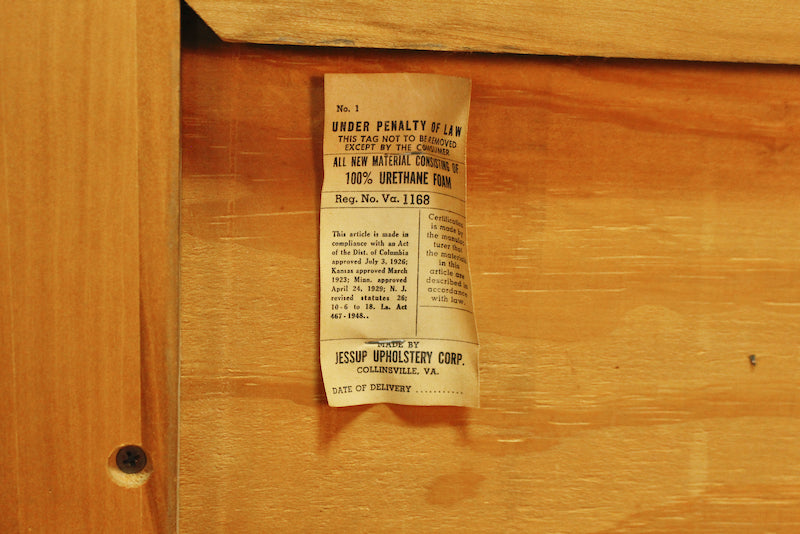 No. 1
UNDER PENALTY OF LAW
THIS TAG NOT TO BE REMOVED
EXCEPT BY THE CONSUMER
ALL NEW MATERIAL CONSISTING OF
100% URETHANE FOAM
Reg. No. Va. 1168
This article is made in
compliance with an Act
of the Dist. of Columbia
approved July 3, 1926;
Kansas approved March
1923; Minn. approved
April 24, 1929; N. J.
revised statutes 26;
10-6 to 18. La. Act
467-1948..
Certification
is made by
the manufac-
turer that
the materials
in this
article are
described in
accordance
with law.
MADE BY
JESSUP UPHOLSTERY CORP.
COLLINSVILLE, VA.
DATE OF DELIVERY ...........